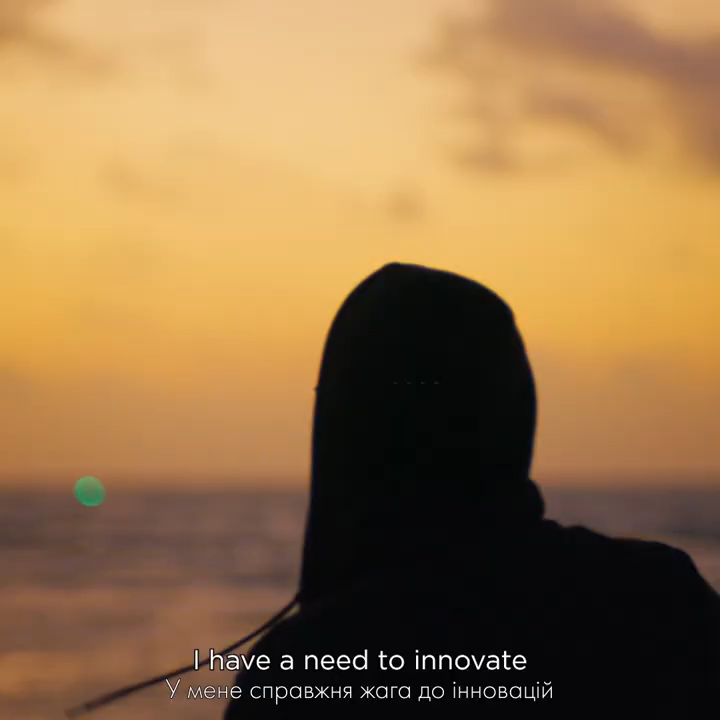 I have a need to innovate
У мене справжня жага до інновацій